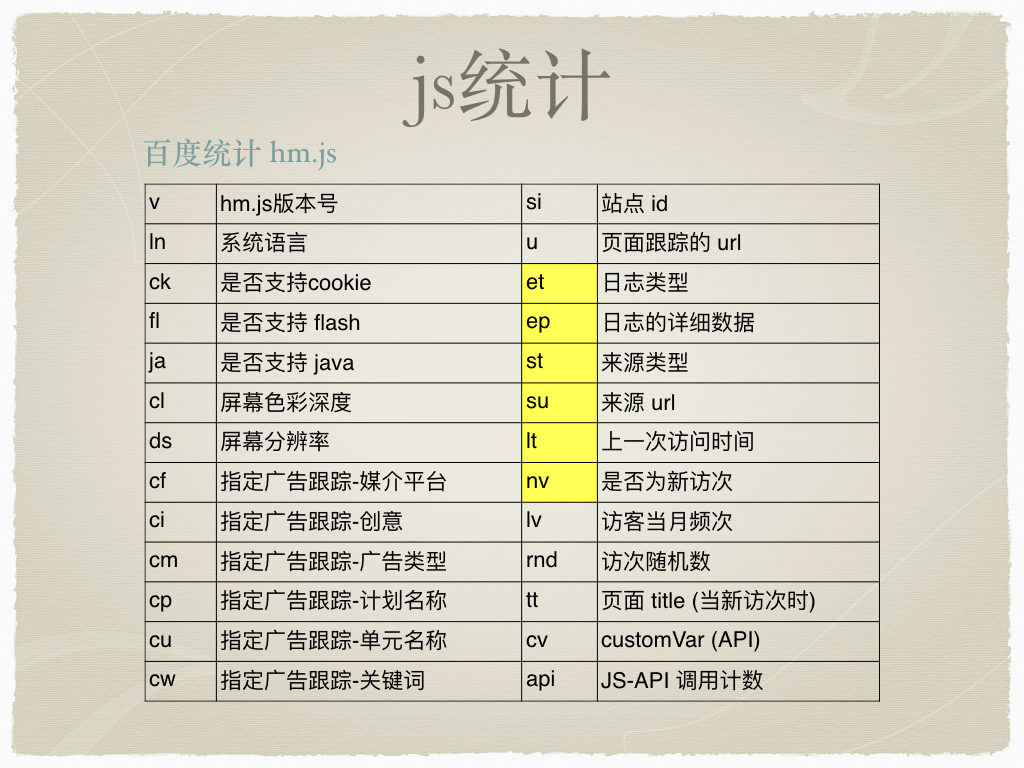 js统计
百度统计 hm.js
v hm.js版本号 si 站点 id
ln 系统语言 u 页面跟踪的 url
ck 是否支持cookie et 日志类型
fl 是否支持 flash ep 日志的详细数据
ja 是否支持 java st 来源类型
cl 屏幕色彩深度 su 来源 url
ds 屏幕分辨率 lt 上一次访问时间
cf 指定广告跟踪-媒介平台 nv 是否为新访次
ci 指定广告跟踪-创意 lv 访客当月频次
cm 指定广告跟踪-广告类型 rnd 访次随机数
cp 指定广告跟踪-计划名称 tt 页面 title (当新访次时)
cu 指定广告跟踪-单元名称 cv customVar (API)
cw 指定广告跟踪-关键词 api JS-API 调用计数